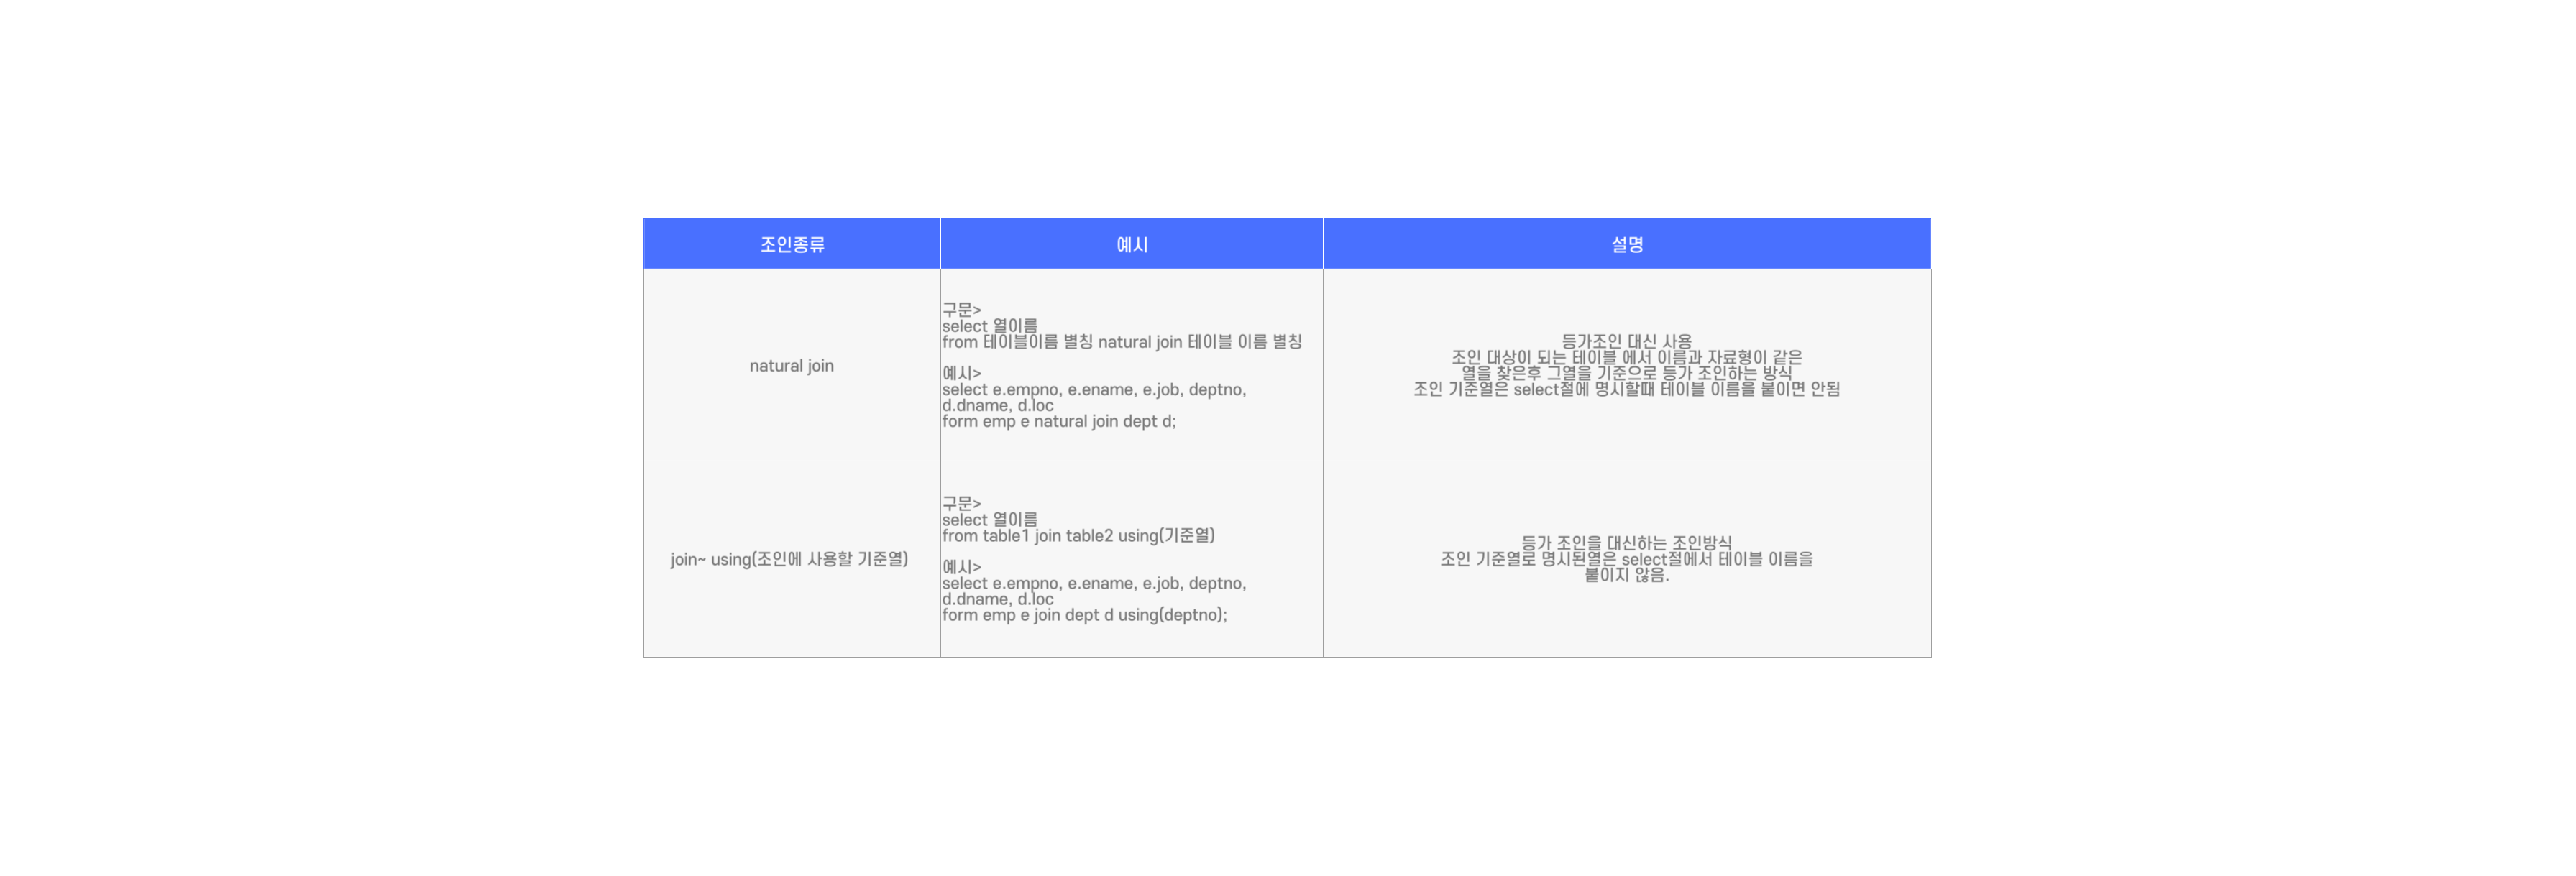 조인종류
예시
설명
natural join
구문>
select 열이름
from 테이블이름 별칭 natural join 테이블 이름 별칭
예시>
select e.empno, e.ename, e.job, deptno,
d.dname, d.loc
form emp e natural join dept d;
등가조인 대신 사용
조인 대상이 되는 테이블 에서 이름과 자료형이 같은
열을 찾은후 그열을 기준으로 등가 조인하는 방식
조인 기준열은 select절에 명시할때 테이블 이름을 붙이면 안됨
join~ using(조인에 사용할 기준열)
구문>
select 열이름
from table1 join table2 using(기준열)
예시>
select e.empno, e.ename, e.job, deptno,
d.dname, d.loc
form emp e join dept d using(deptno);
등가 조인을 대신하는 조인방식
조인 기준열로 명시된열은 select절에서 테이블 이름을
붙이지 않음.